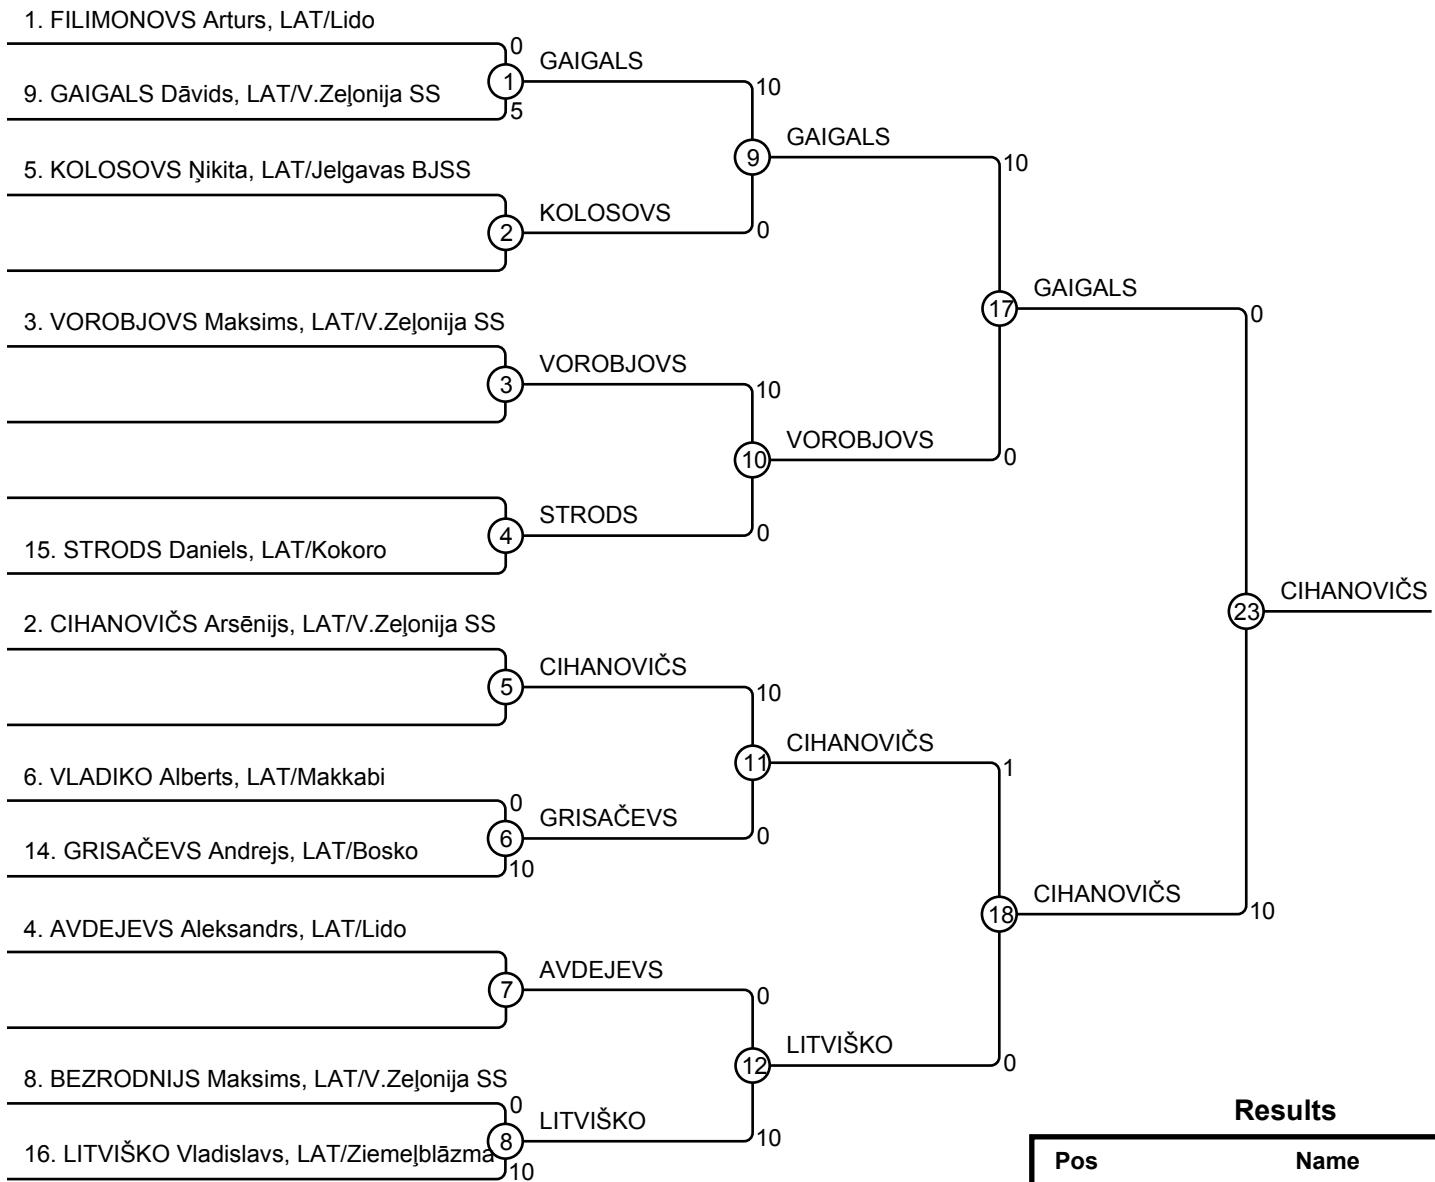 1. FILIMONOVS Arturs, LAT/Lido
0
GAIGALS
1
10
9. GAIGALS Dāvids, LAT/V.Zeļonija SS
5
GAIGALS
9
10
5. KOLOSOVS Ņikita, LAT/Jelgavas BJSS
KOLOSOVS
2
0
GAIGALS
17
0
3. VOROBJOVS Maksims, LAT/V.Zeļonija SS
VOROBJOVS
3
10
VOROBJOVS
10
0
STRODS
4
0
15. STRODS Daniels, LAT/Kokoro
CIHANOVIČS
23
2. CIHANOVIČS Arsēnijs, LAT/V.Zeļonija SS
CIHANOVIČS
5
10
CIHANOVIČS
11
1
6. VLADIKO Alberts, LAT/Makkabi
0
GRISAČEVS
6
0
14. GRISAČEVS Andrejs, LAT/Bosko
10
CIHANOVIČS
18
10
4. AVDEJEVS Aleksandrs, LAT/Lido
AVDEJEVS
7
0
LITVIŠKO
12
0
8. BEZRODNIJS Maksims, LAT/V.Zeļonija SS
0
LITVIŠKO
8
10
16. LITVIŠKO Vladislavs, LAT/Ziemeļblāzma
10
Results
Pos Name